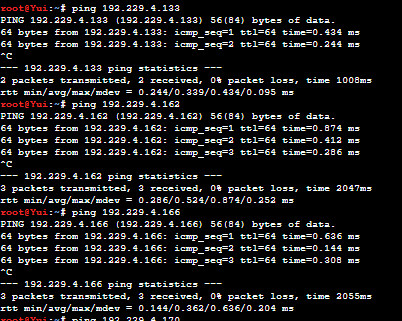 root@Yui:~# ping 192.229.4.133
PING 192.229.4.133 (192.229.4.133) 56(84) bytes of data.
64 bytes from 192.229.4.133: icmp_seq=1 ttl=64 time=0.434 ms
64 bytes from 192.229.4.133: icmp_seq=2 ttl=64 time=0.244 ms
^C
--- 192.229.4.133 ping statistics ---
2 packets transmitted, 2 received, 0% packet loss, time 1008ms
rtt min/avg/max/mdev = 0.244/0.339/0.434/0.095 ms
root@Yui:~# ping 192.229.4.162
PING 192.229.4.162 (192.229.4.162) 56(84) bytes of data.
64 bytes from 192.229.4.162: icmp_seq=1 ttl=64 time=0.874 ms
64 bytes from 192.229.4.162: icmp_seq=2 ttl=64 time=0.412 ms
64 bytes from 192.229.4.162: icmp_seq=3 ttl=64 time=0.286 ms
^C
--- 192.229.4.162 ping statistics ---
3 packets transmitted, 3 received, 0% packet loss, time 2047ms
rtt min/avg/max/mdev = 0.286/0.524/0.874/0.252 ms
root@Yui:~# ping 192.229.4.166
PING 192.229.4.166 (192.229.4.166) 56(84) bytes of data.
64 bytes from 192.229.4.166: icmp_seq=1 ttl=64 time=0.636 ms
64 bytes from 192.229.4.166: icmp_seq=2 ttl=64 time=0.144 ms
64 bytes from 192.229.4.166: icmp_seq=3 ttl=64 time=0.308 ms
^C
--- 192.229.4.166 ping statistics ---
3 packets transmitted, 3 received, 0% packet loss, time 2055ms
rtt min/avg/max/mdev = 0.144/0.362/0.636/0.204 ms
root@Yui:~# ping 192.229.4.170